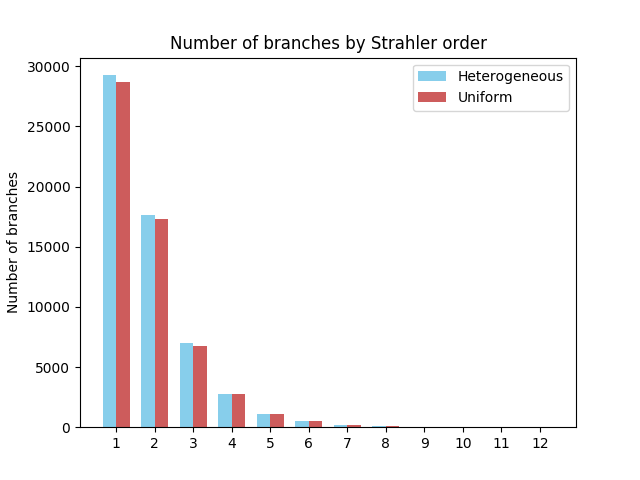 Number of branches by Strahler order
Heterogeneous
Uniform
Number of branches
30000
25000
20000
15000
10000
5000
0
1 2 3 4 5 6 7 8 9 10 11 12